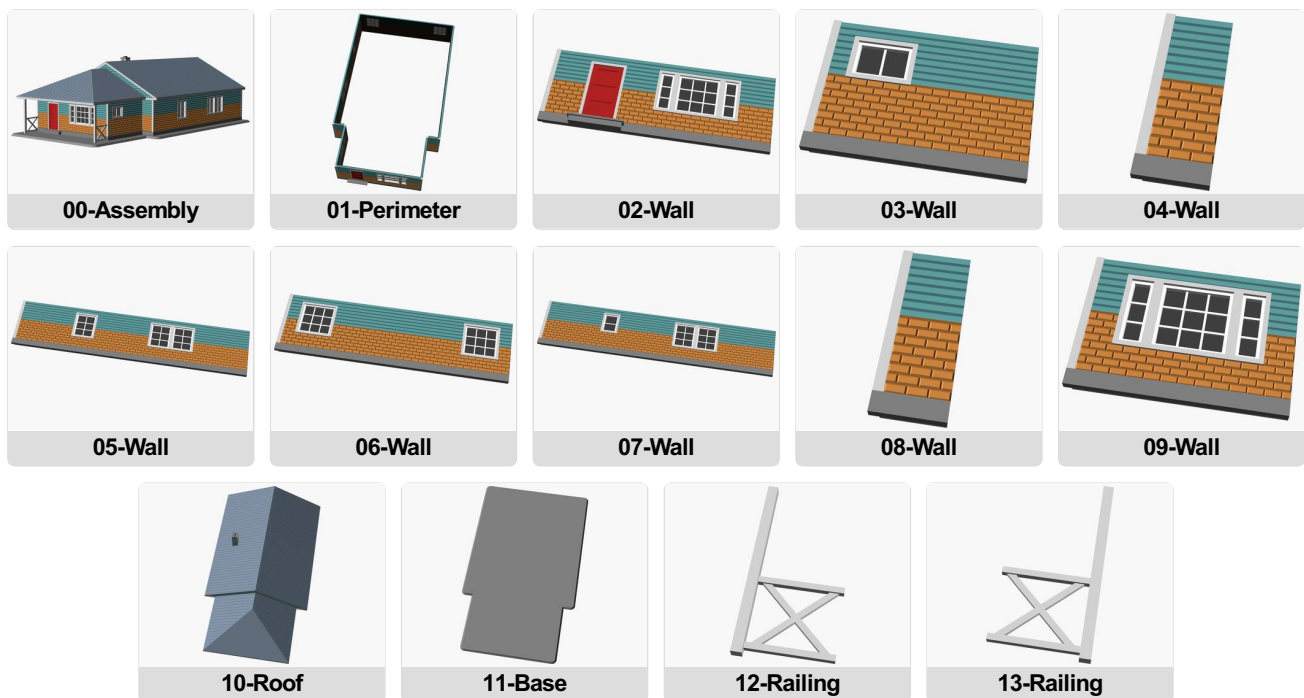 00-Assembly
01-Perimeter
02-Wall
03-Wall
04-Wall
05-Wall
06-Wall
07-Wall
08-Wall
09-Wall
10-Roof
11-Base
12-Railing
13-Railing